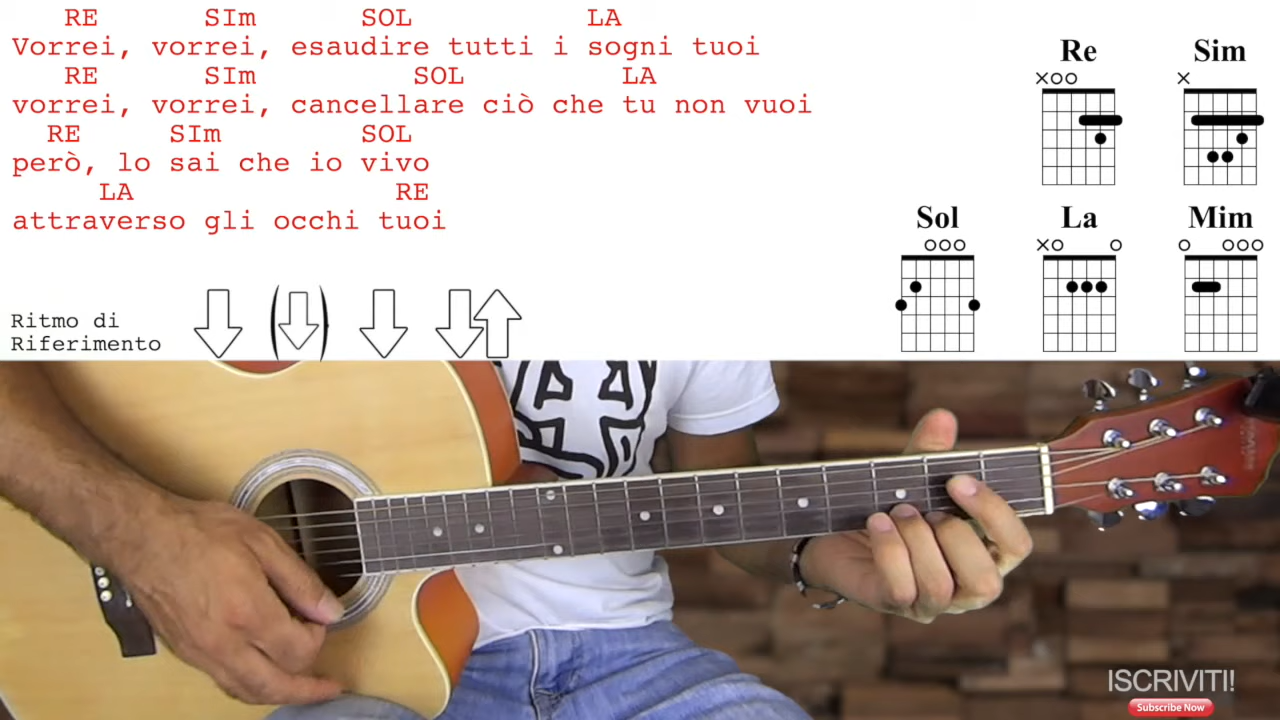 RE SIm SOL LA
Vorrei, vorrei, esaudire tutti i sogni tuoi
RE SIm SOL LA
vorrei, vorrei, cancellare ciò che tu non vuoi
RE SIm SOL
però, lo sai che io vivo
LA RE
attraverso gli occhi tuoi
Re Sim
Sol La Mim
Ritmo di
Riferimento
ISCRIVITI!
Subscribe Now